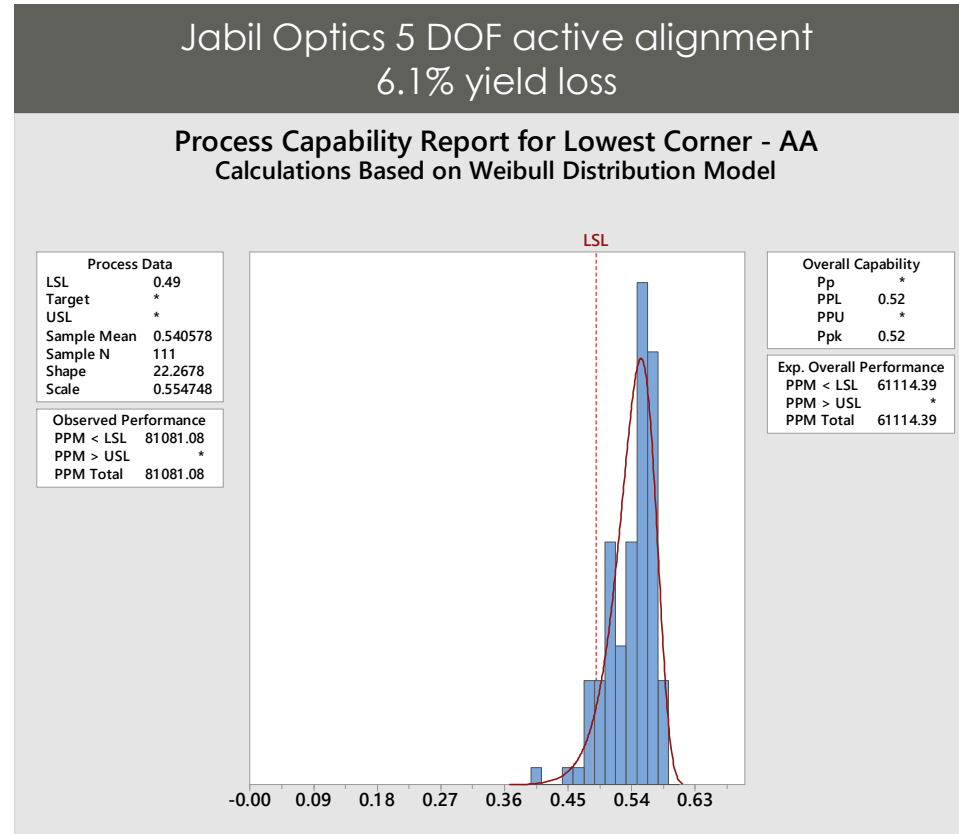 Jabil Optics 5 DOF active alignment
6.1% yield loss
Process Capability Report for Lowest Corner - AA
Calculations Based on Weibull Distribution Model
LSL
Process Data
LSL 0.49
Target *
USL *
Sample Mean 0.540578
Sample N 111
Shape 22.2678
Scale 0.554748
Observed Performance
PPM < LSL 81081.08
PPM > USL *
PPM Total 81081.08
Overall Capability
Pp *
PPL 0.52
PPU *
Ppk 0.52
Exp. Overall Performance
PPM < LSL 61114.39
PPM > USL *
PPM Total 61114.39
-0.00 0.09 0.18 0.27 0.36 0.45 0.54 0.63